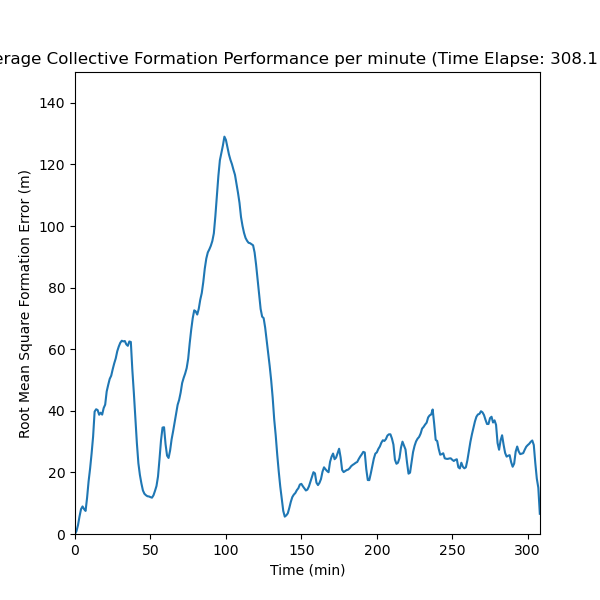 erage Collective Formation Performance per minute (Time Elapse: 308.1
Root Mean Square Formation Error (m)
140
120
100
80
60
40
20
0
0 50 100 150 200 250 300
Time (min)